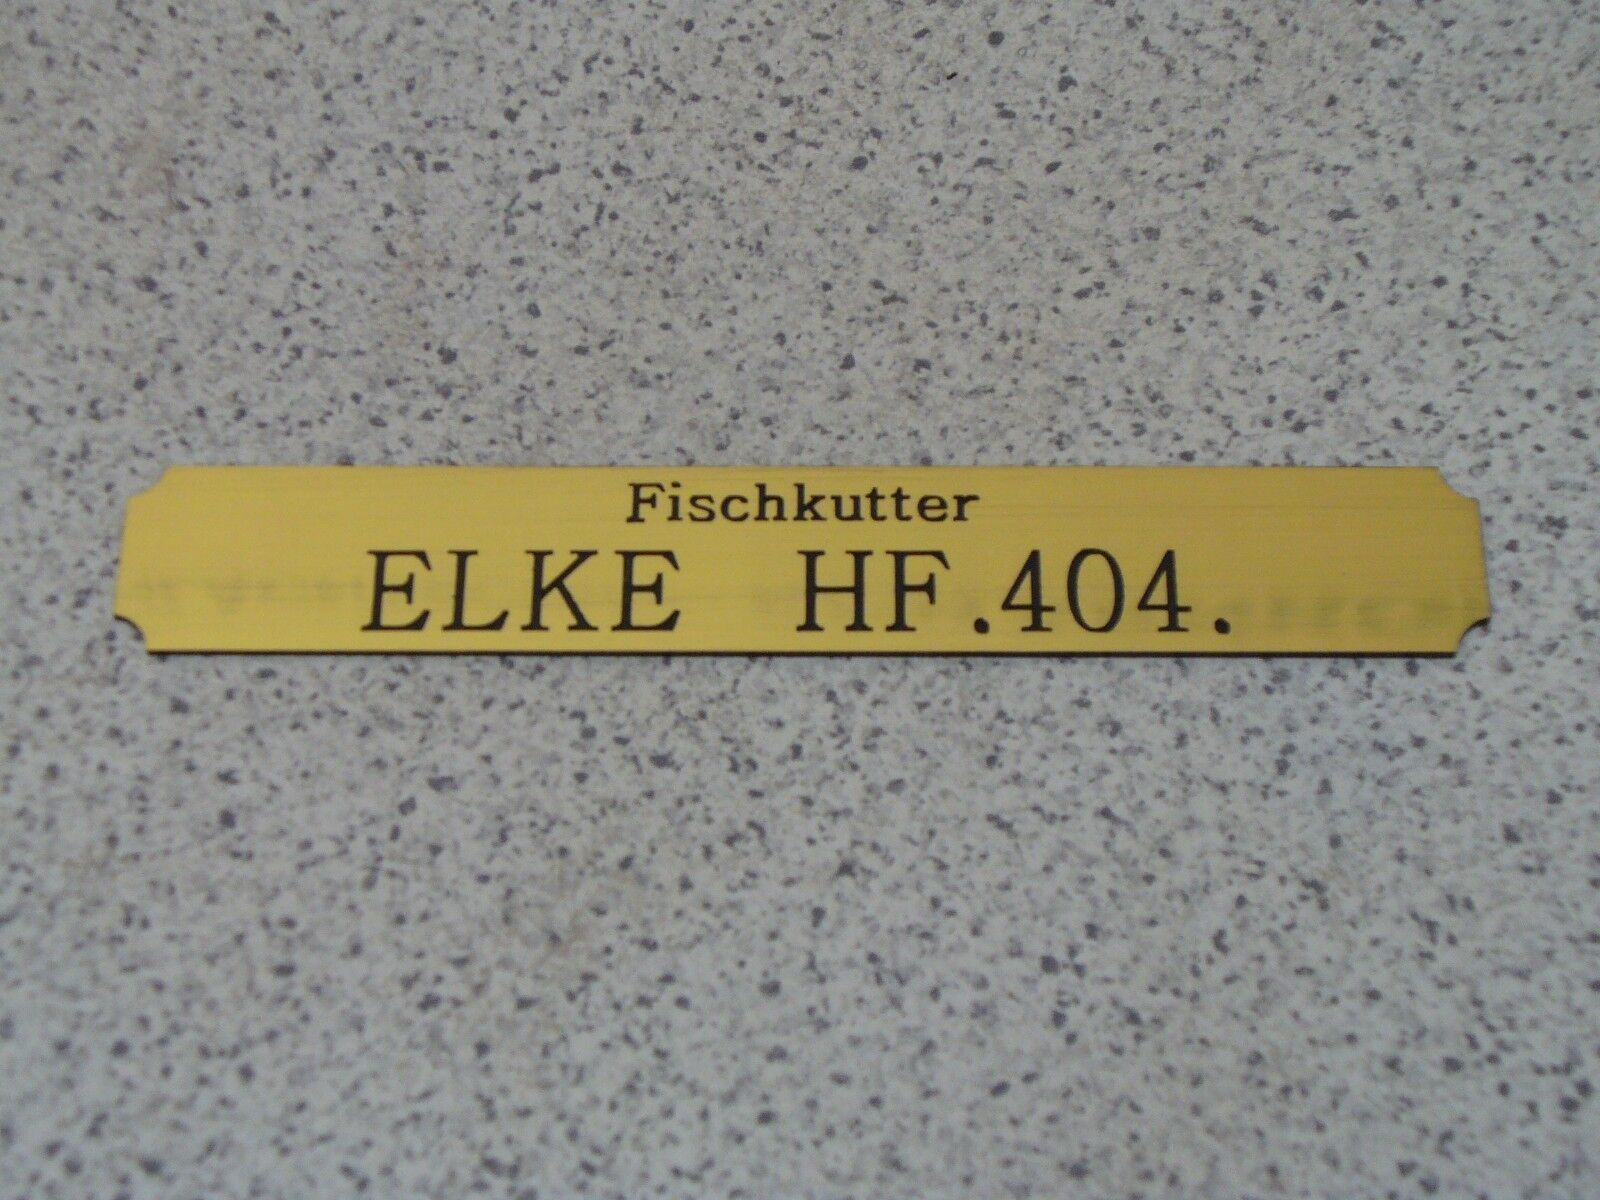 Fischkutter
ELKE HF.404.